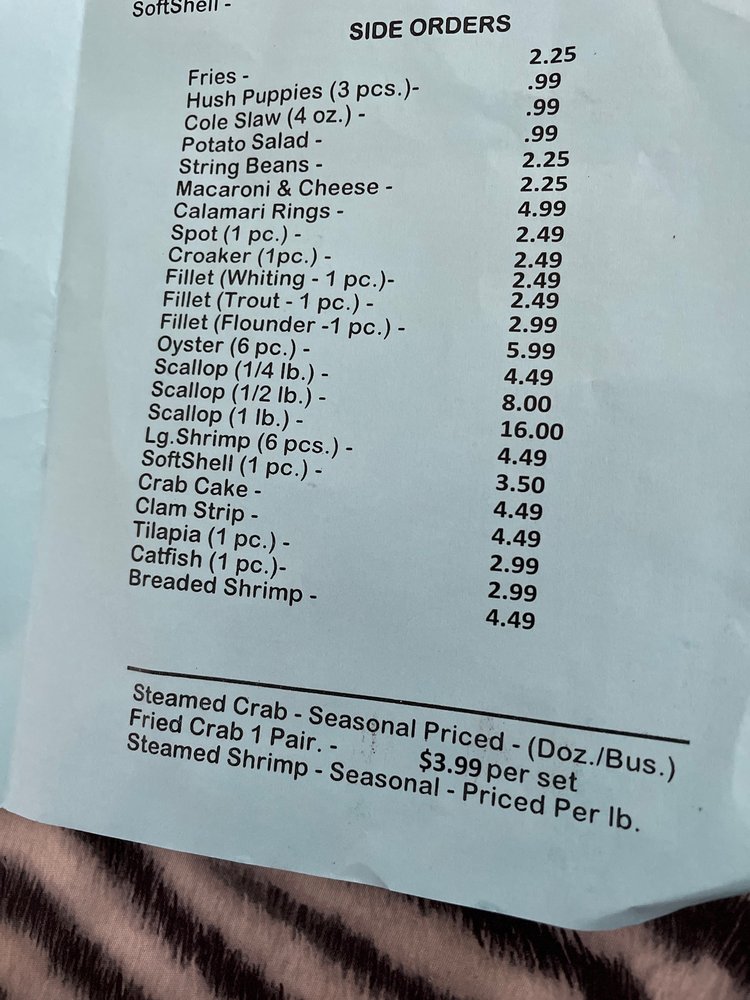 SoftShell -
SIDE ORDERS
Fries - 2.25
Hush Puppies (3 pcs.)- .99
Cole Slaw (4 oz.) - .99
Potato Salad - .99
String Beans - 2.25
Macaroni & Cheese - 2.25
Calamari Rings - 4.99
Spot (1 pc.) - 2.49
Croaker (1pc.) - 2.49
Fillet (Whiting - 1 pc.)- 2.49
Fillet (Trout - 1 pc.) - 2.49
Fillet (Flounder -1 pc.) - 2.99
Oyster (6 pc.) - 5.99
Scallop (1/4 lb.) - 4.49
Scallop (1/2 lb.) - 8.00
Scallop (1 lb.) - 16.00
Lg.Shrimp (6 pcs.) - 4.49
SoftShell (1 pc.) - 3.50
Crab Cake - 4.49
Clam Strip - 4.49
Tilapia (1 pc.) - 2.99
Catfish (1 pc.)- 2.99
Breaded Shrimp - 4.49
Steamed Crab - Seasonal Priced - (Doz./Bus.)
Fried Crab 1 Pair. - $3.99 per set
Steamed Shrimp - Seasonal - Priced Per lb.